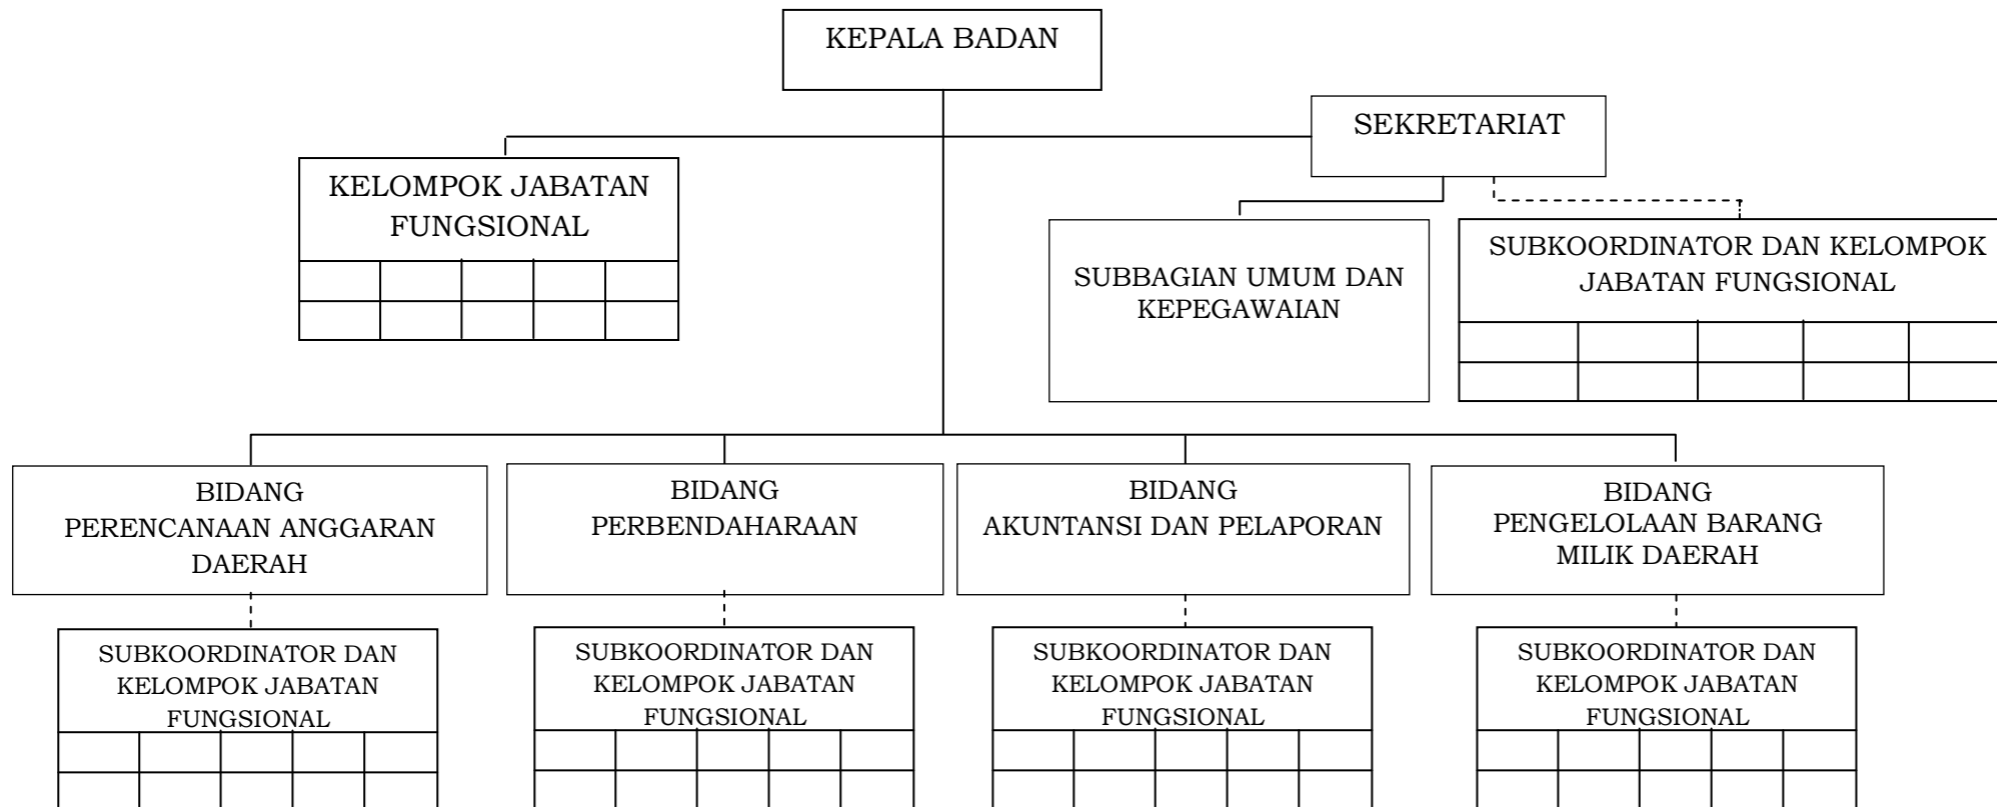 KEPALA BADAN
SEKRETARIAT
KELOMPOK JABATAN
FUNGSIONAL
SUBBAGIAN UMUM DAN
KEPEGAWAIAN
SUBKOORDINATOR DAN KELOMPOK
JABATAN FUNGSIONAL
BIDANG
PERENCANAAN ANGGARAN
DAERAH
BIDANG
PERBENDAHARAAN
BIDANG
AKUNTANSI DAN PELAPORAN
BIDANG
PENGELOLAAN BARANG
MILIK DAERAH
SUBKOORDINATOR DAN
KELOMPOK JABATAN
FUNGSIONAL
SUBKOORDINATOR DAN
KELOMPOK JABATAN
FUNGSIONAL
SUBKOORDINATOR DAN
KELOMPOK JABATAN
FUNGSIONAL
SUBKOORDINATOR DAN
KELOMPOK JABATAN
FUNGSIONAL